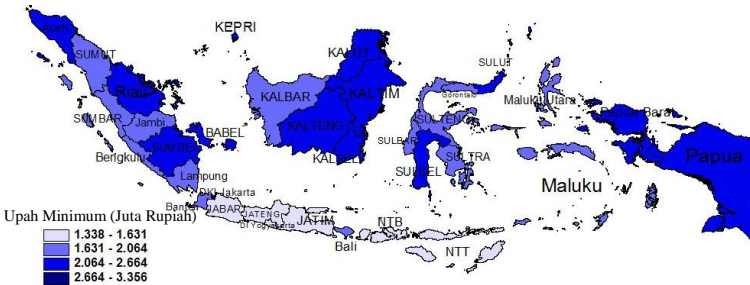 KEPRI
Aceh
SUMUT
KALUT
SULUT
Riau
KALBAR
KALTIM
Gorontalo
Maluku Utara
SUMBAR
Jambi
BABEL
KALTENG
SULTENG
Papua Barat
SUMSEL
SULBAR
Bengkulu
KALSEL
SULTRA
Papua
Lampung
SULSEL
Maluku
DKI Jakarta
Upah Minimum (Juta Rupiah)
Banten
JABAR
JATENG
JATIM
NTB
DI Yogyakarta
Bali
NTT
1.338 - 1.631
1.631 - 2.064
2.064 - 2.664
2.664 - 3.356